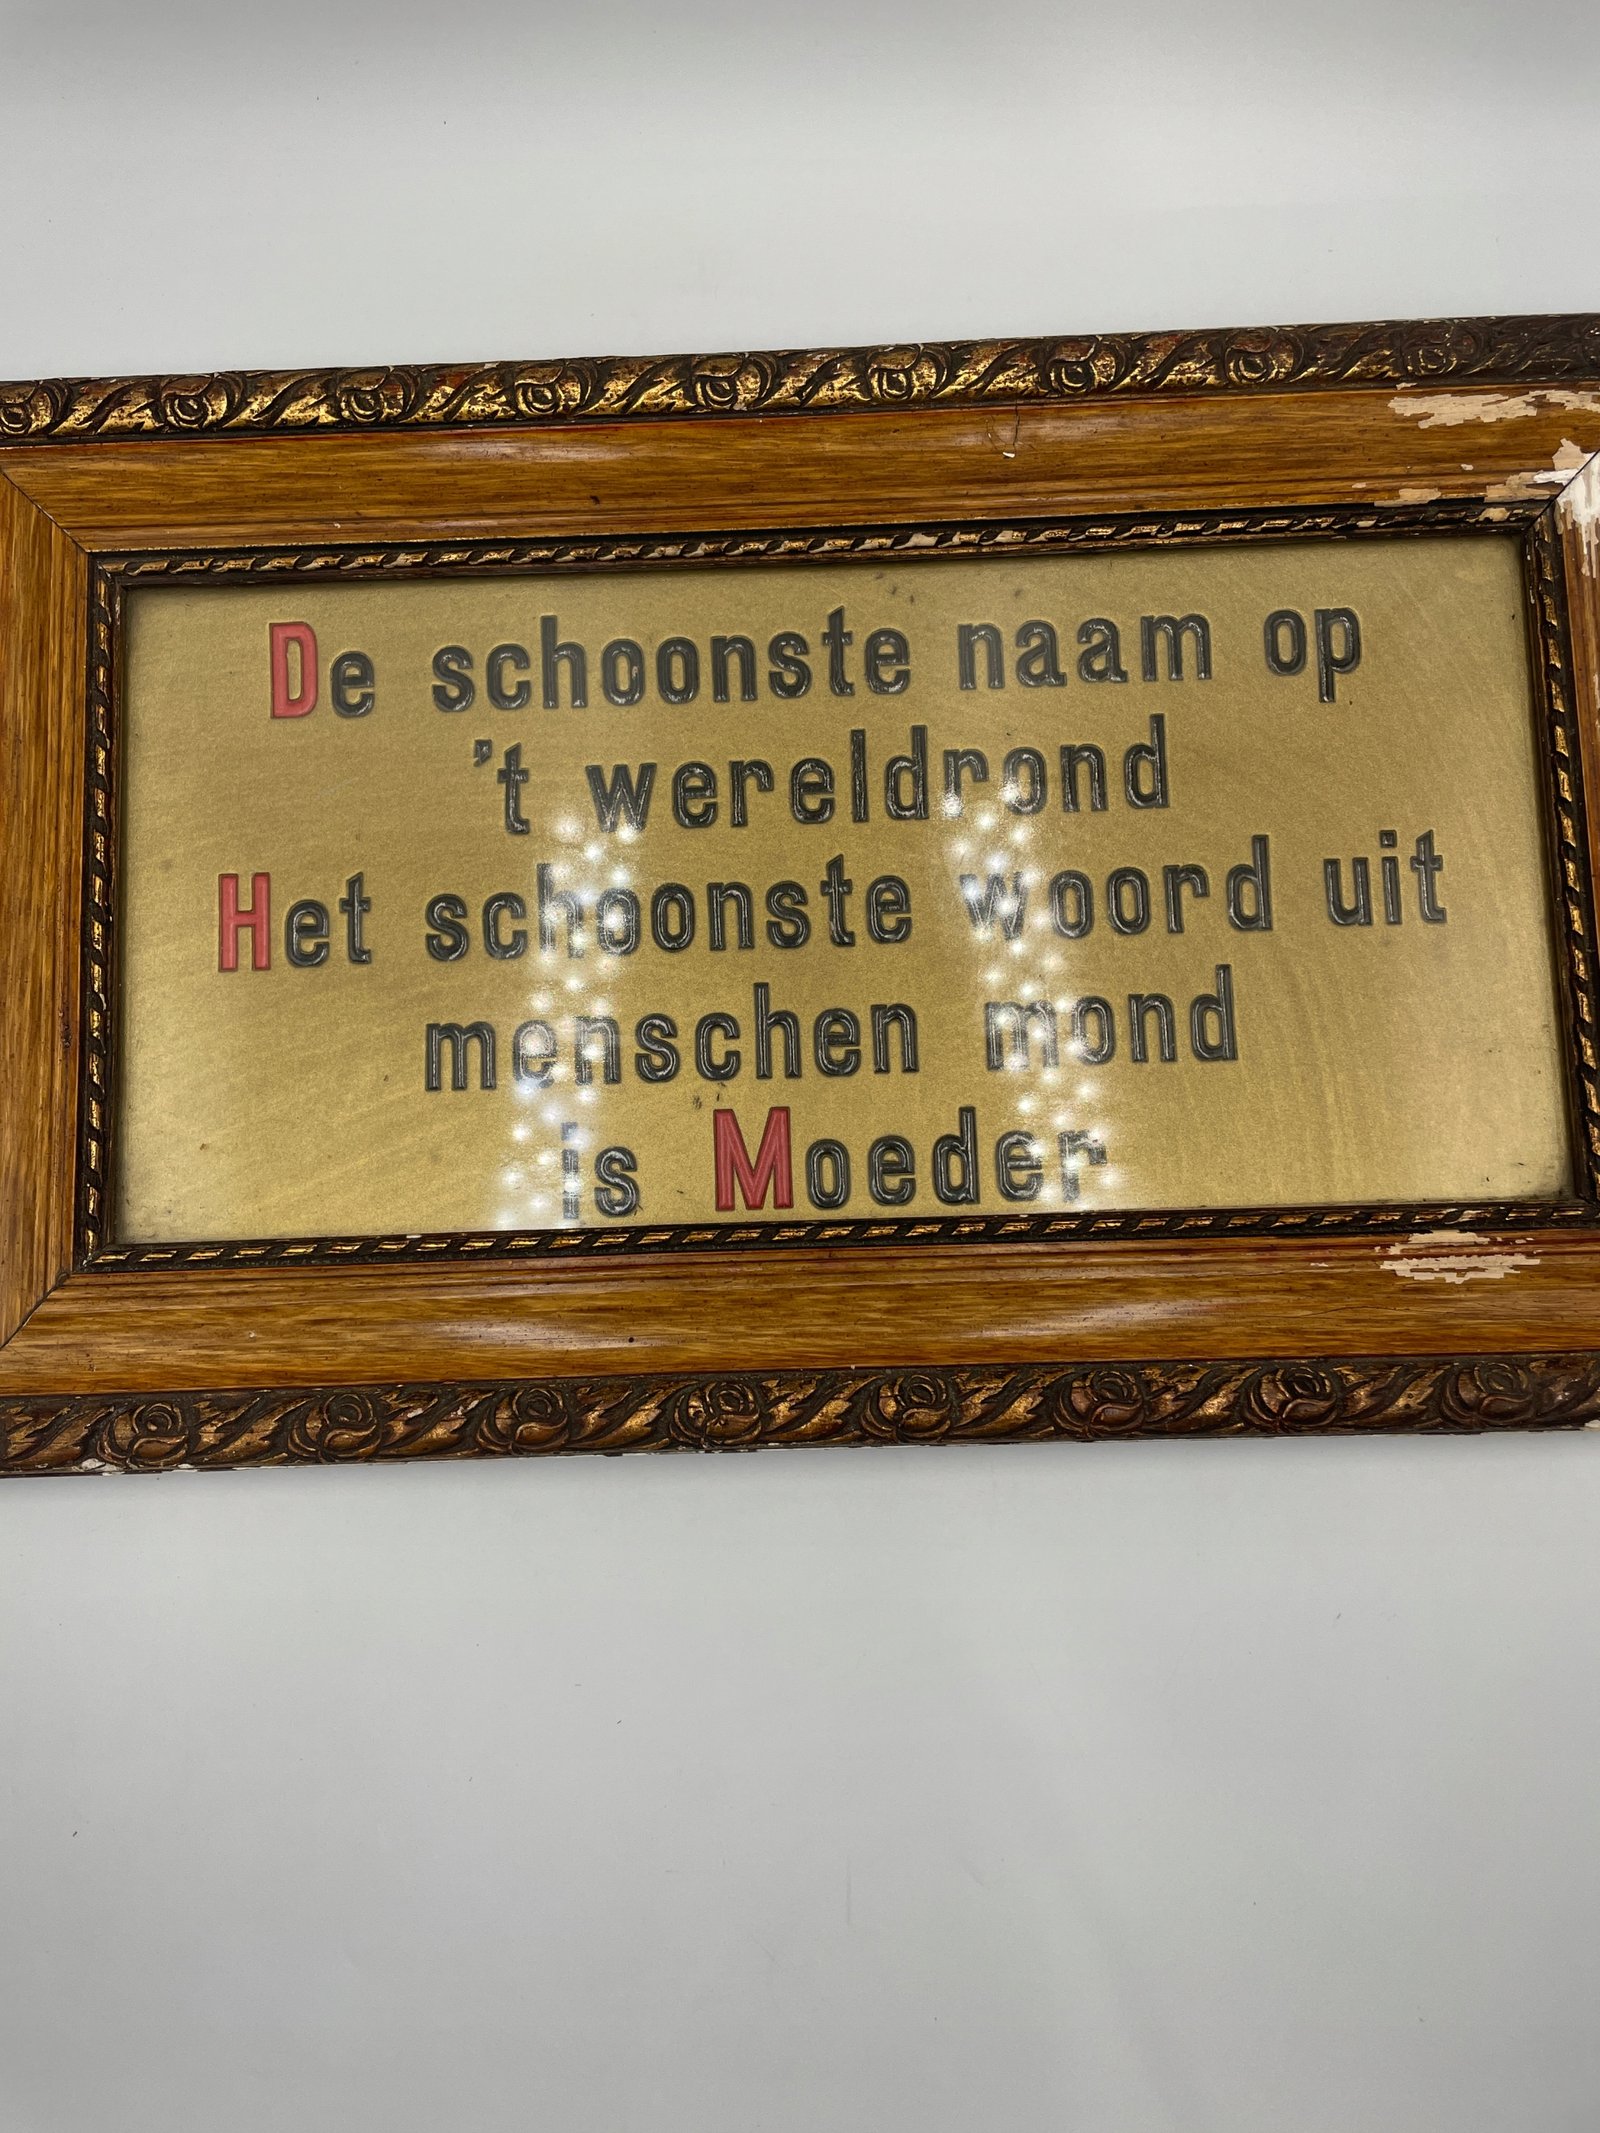 De schoonste naam op
't wereldrond
Het schoonste woord uit
menschen mond
is Moeder